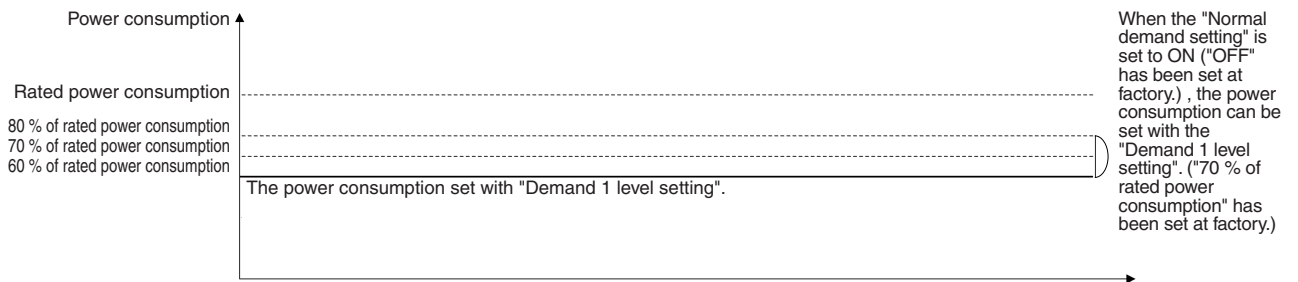 Power consumption
Rated power consumption
80 % of rated power consumption
70 % of rated power consumption
60 % of rated power consumption
The power consumption set with "Demand 1 level setting".
When the "Normal
demand setting" is
set to ON ("OFF"
has been set at
factory.) , the power
consumption can be
set with the
"Demand 1 level
setting". ("70 % of
rated power
consumption" has
been set at factory.)